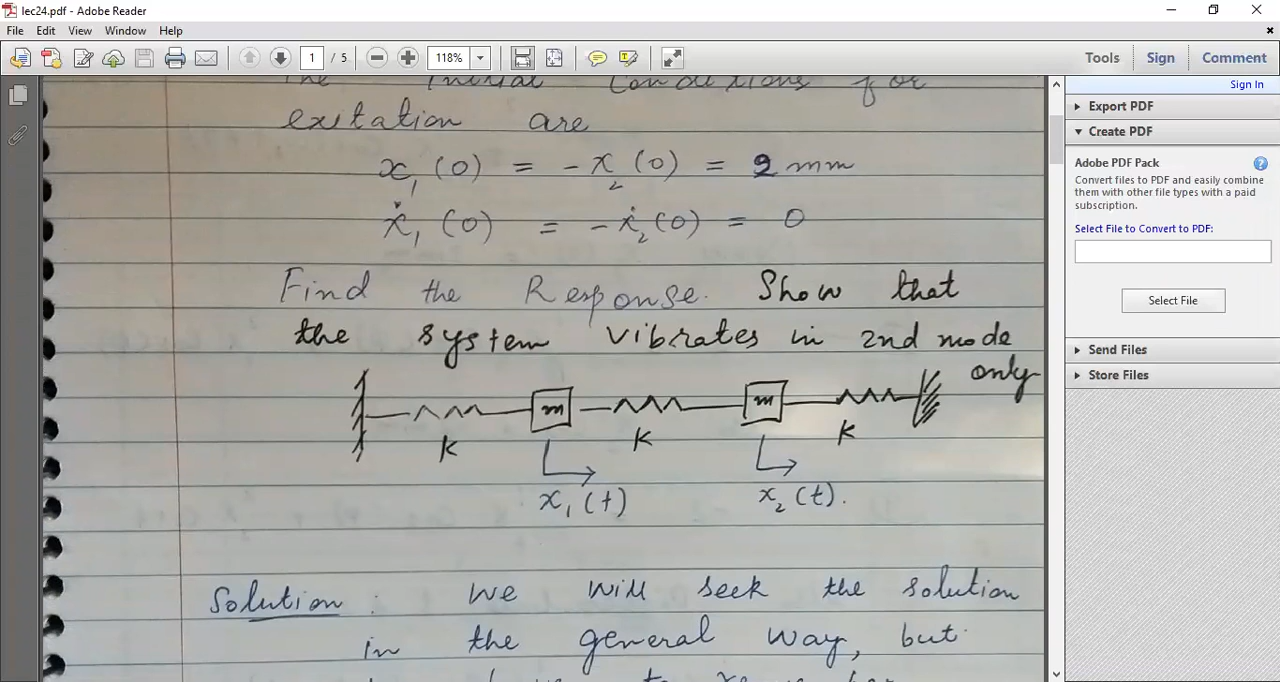 lec24.pdf - Adobe Reader
File Edit View Window Help
1 / 5 118% Tools Sign Comment
Sign In
Export PDF
Create PDF
Adobe PDF Pack
Convert files to PDF and easily combine
them with other file types with a paid
subscription.
Select File to Convert to PDF:
Select File
Send Files
Store Files
The Initial Conditions for
exitation are
x₁(0) = -x₂(0) = 2 mm
ẋ₁(0) = -ẋ₂(0) = 0
Find the Response. Show that
the system vibrates in 2nd mode
only
m m
K K K
x₁(t) x₂(t).
Solution : We will seek the solution
in the general way, but